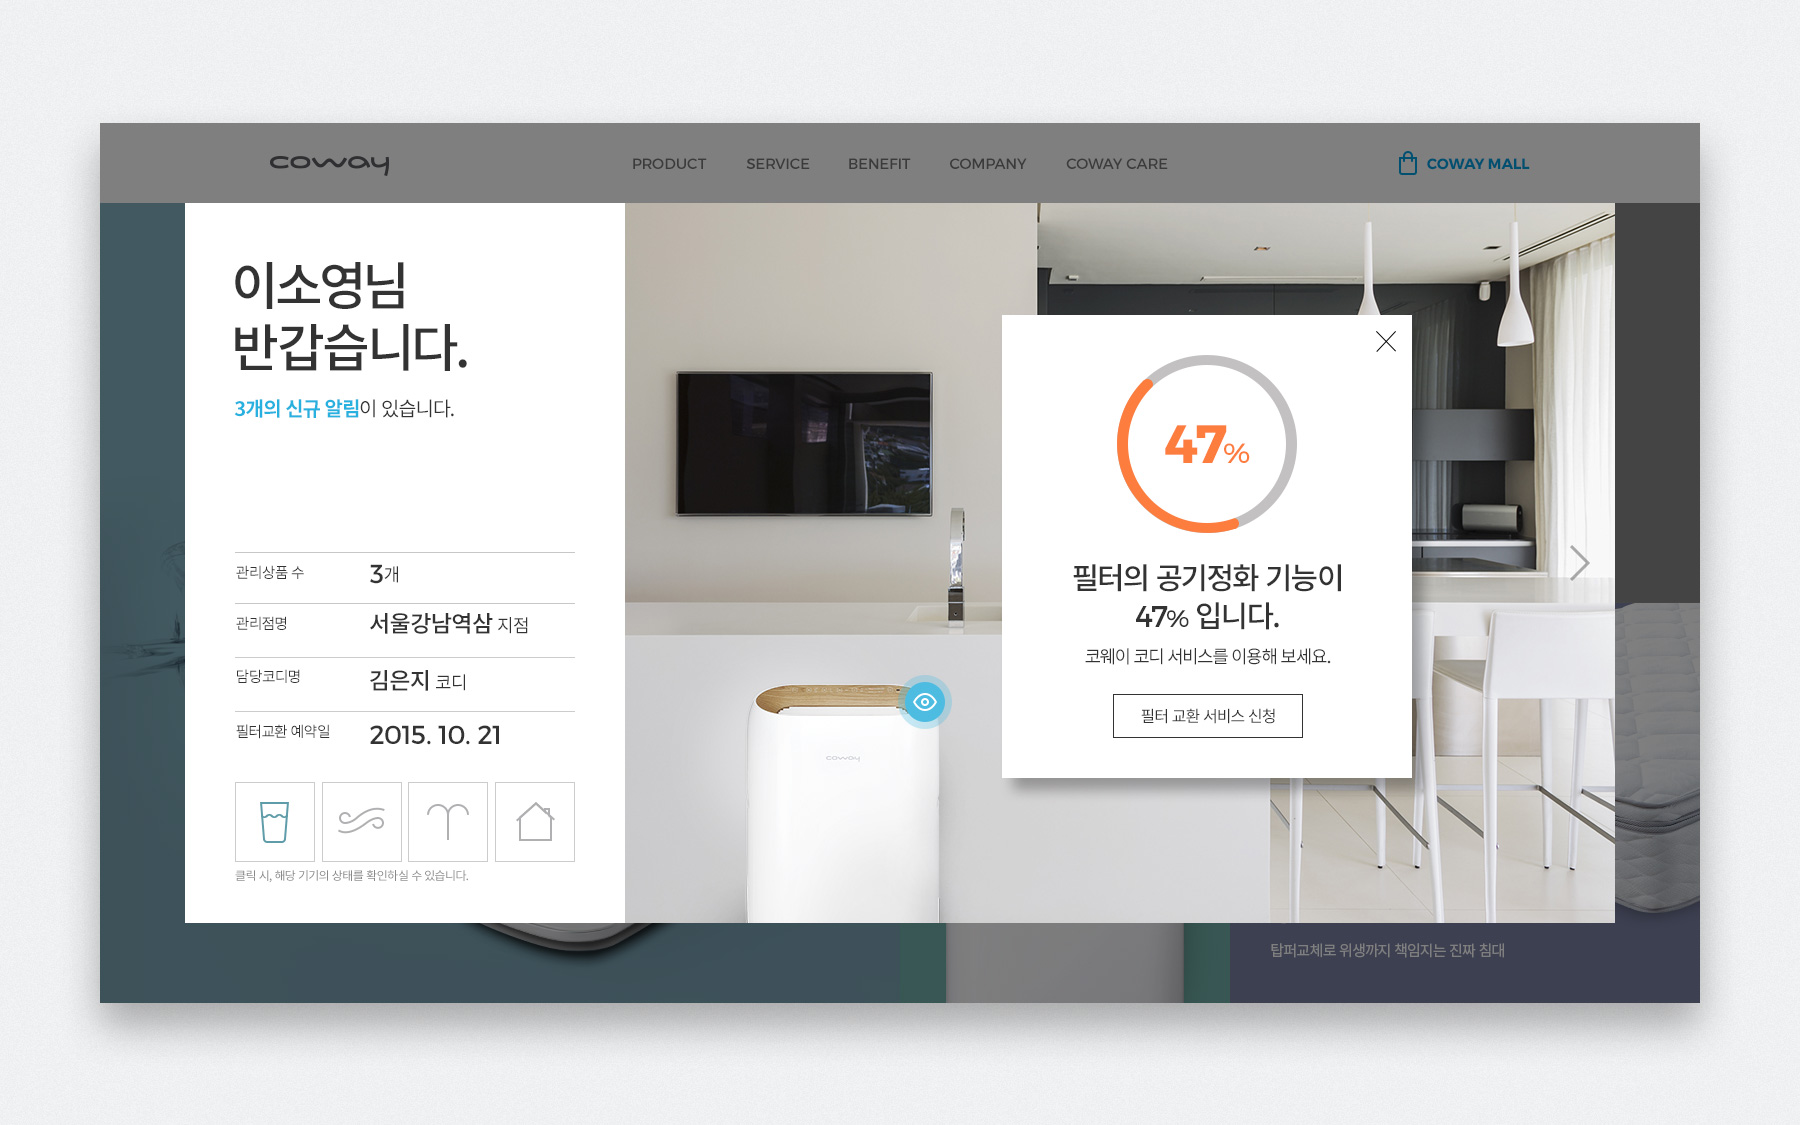 coway
PRODUCT
SERVICE
BENEFIT
COMPANY
COWAY CARE
COWAY MALL
이소영님
반갑습니다.
3개의 신규 알림이 있습니다.
관리상품 수 3개
관리점명 서울강남역삼 지점
담당코디명 김은지 코디
필터교환 예약일 2015. 10. 21
클릭 시, 해당 기기의 상태를 확인하실 수 있습니다.
coway
47%
필터의 공기정화 기능이
47% 입니다.
코웨이 코디 서비스를 이용해 보세요.
필터 교환 서비스 신청
탑퍼교체로 위생까지 책임지는 진짜 침대